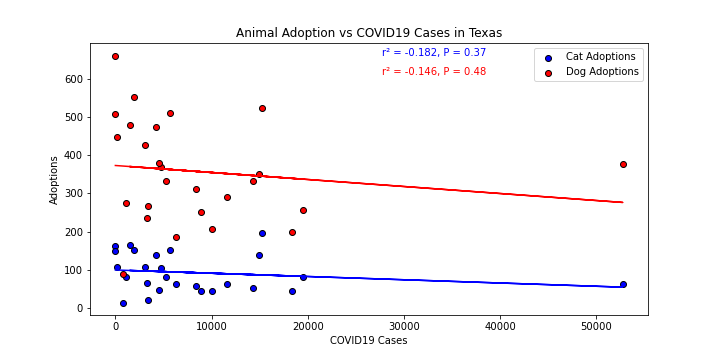 Animal Adoption vs COVID19 Cases in Texas
r² = -0.182, P = 0.37
r² = -0.146, P = 0.48
Cat Adoptions
Dog Adoptions
Adoptions
600
500
400
300
200
100
0
0 10000 20000 30000 40000 50000
COVID19 Cases